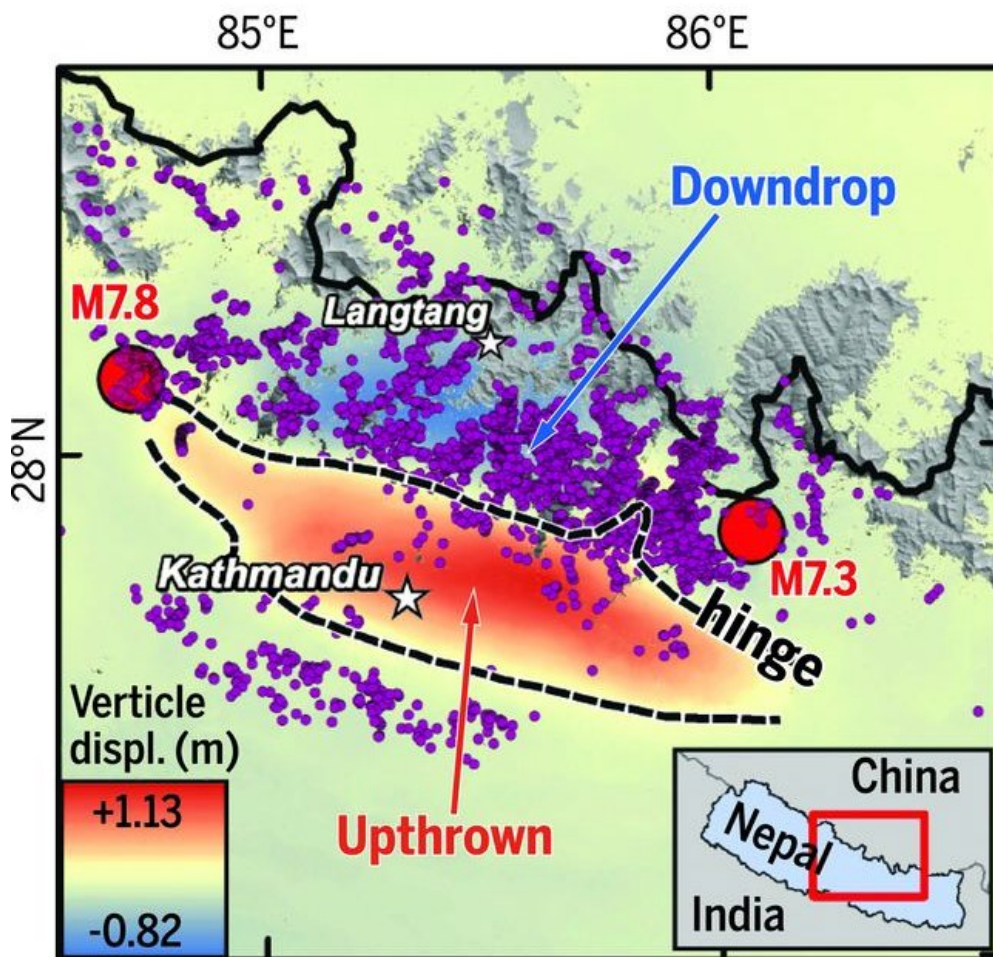 85°E
86°E
Downdrop
M7.8
Langtang
28°N
Kathmandu
M7.3
hinge
Verticle
displ. (m)
+1.13
-0.82
Upthrown
China
Nepal
India